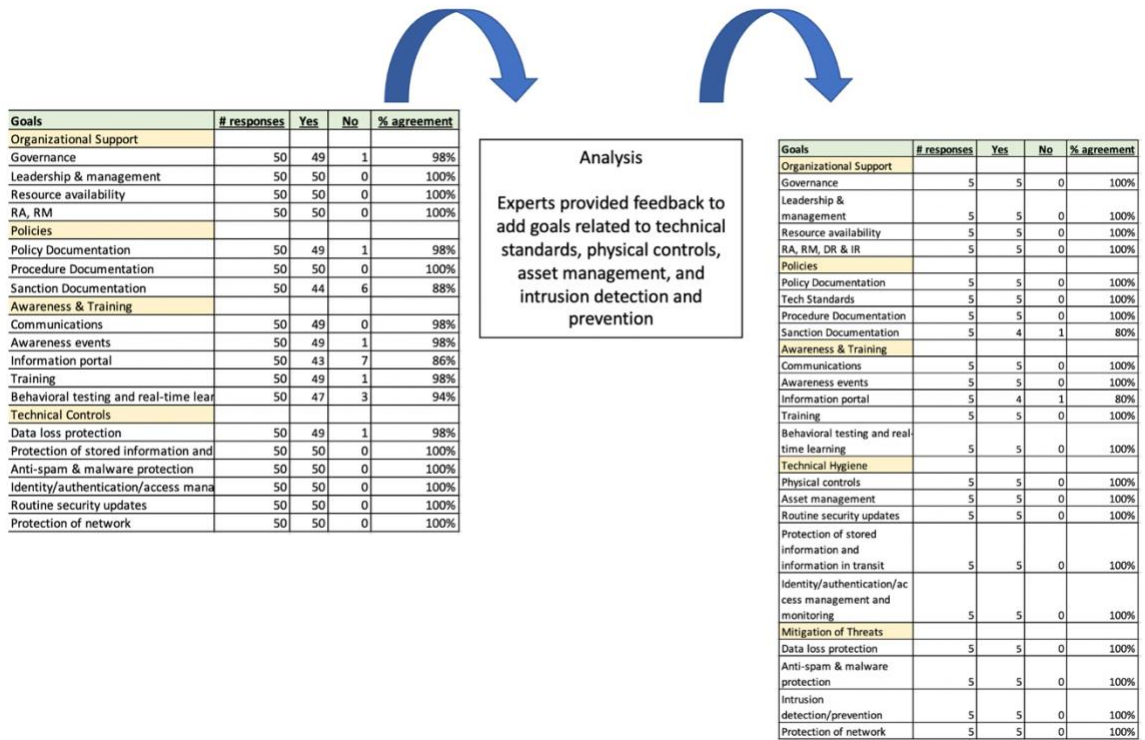 Goals # responses Yes No % agreement
Organizational Support
Governance 50 49 1 98%
Leadership & management 50 50 0 100%
Resource availability 50 50 0 100%
RA, RM 50 50 0 100%
Policies
Policy Documentation 50 49 1 98%
Procedure Documentation 50 50 0 100%
Sanction Documentation 50 44 6 88%
Awareness & Training
Communications 50 49 0 98%
Awareness events 50 49 1 98%
Information portal 50 43 7 86%
Training 50 49 1 98%
Behavioral testing and real-time lear 50 47 3 94%
Technical Controls
Data loss protection 50 49 1 98%
Protection of stored information and 50 50 0 100%
Anti-spam & malware protection 50 50 0 100%
Identity/authentication/access mana 50 50 0 100%
Routine security updates 50 50 0 100%
Protection of network 50 50 0 100%
Analysis
Experts provided feedback to
add goals related to technical
standards, physical controls,
asset management, and
intrusion detection and
prevention
Goals # responses Yes No % agreement
Organizational Support
Governance 5 5 0 100%
Leadership &
management 5 5 0 100%
Resource availability 5 5 0 100%
RA, RM, DR & IR 5 5 0 100%
Policies
Policy Documentation 5 5 0 100%
Tech Standards 5 5 0 100%
Procedure Documentation 5 5 0 100%
Sanction Documentation 5 4 1 80%
Awareness & Training
Communications 5 5 0 100%
Awareness events 5 5 0 100%
Information portal 5 4 1 80%
Training 5 5 0 100%
Behavioral testing and real-
time learning 5 5 0 100%
Technical Hygiene
Physical controls 5 5 0 100%
Asset management 5 5 0 100%
Routine security updates 5 5 0 100%
Protection of stored
information and
information in transit 5 5 0 100%
Identity/authentication/ac
cess management and
monitoring 5 5 0 100%
Mitigation of Threats
Data loss protection 5 5 0 100%
Anti-spam & malware
protection 5 5 0 100%
Intrusion
detection/prevention 5 5 0 100%
Protection of network 5 5 0 100%